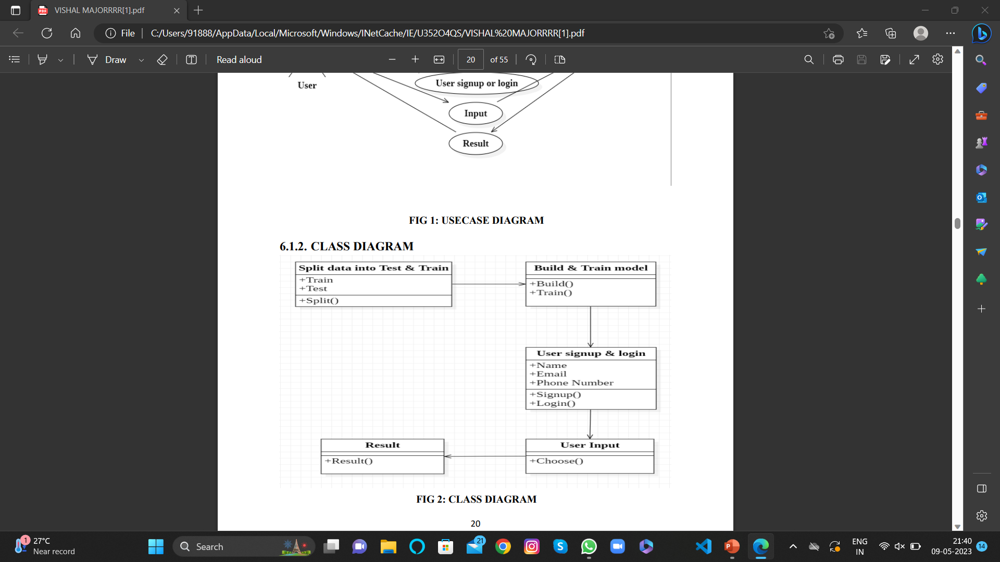 VISHAL MAJORRRR[1].pdf
File
C:/Users/91888/AppData/Local/Microsoft/Windows/INetCache/IE/U352O4QS/VISHAL%20MAJORRRR[1].pdf
Draw
Read aloud
20
of 55
User signup or login
User
Input
Result
FIG 1: USECASE DIAGRAM
6.1.2. CLASS DIAGRAM
Split data into Test & Train
+Train
+Test
+Split()
Build & Train model
+Build()
+Train()
User signup & login
+Name
+Email
+Phone Number
+Signup()
+Login()
Result
+Result()
User Input
+Choose()
FIG 2: CLASS DIAGRAM
20
1
27°C
Near record
Search
21
ENG
IN
21:40
09-05-2023
14